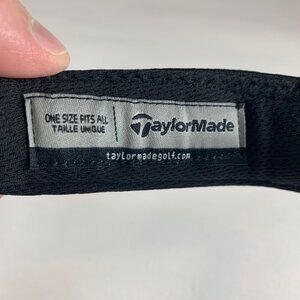 ONE SIZE FITS ALL
TAILLE UNIQUE
TaylorMade
taylormadegolf.com